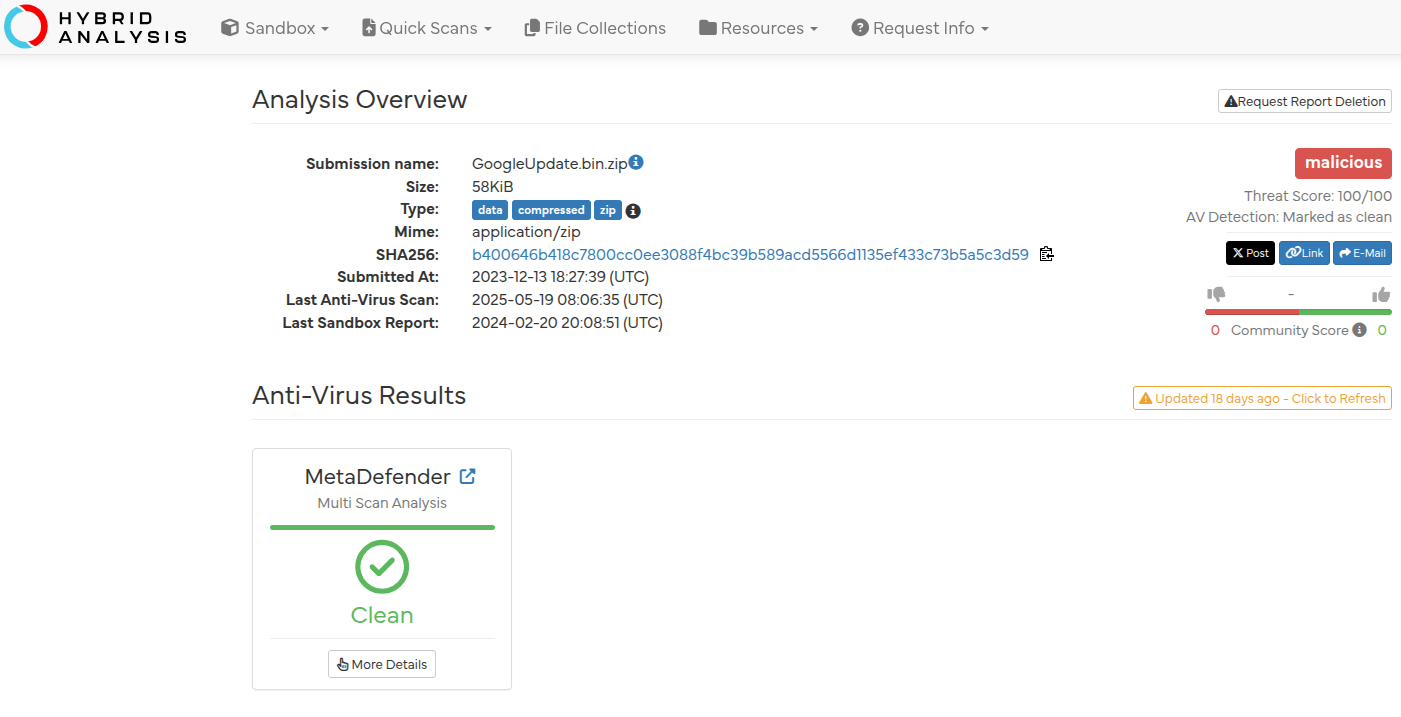 HYBRID
ANALYSIS
Sandbox
Quick Scans
File Collections
Resources
Request Info
Analysis Overview
Request Report Deletion
Submission name: GoogleUpdate.bin.zip
Size: 58KiB
Type: data compressed zip
Mime: application/zip
SHA256: b400646b418c7800cc0ee3088f4bc39b589acd5566d1135ef433c73b5a5c3d59
Submitted At: 2023-12-13 18:27:39 (UTC)
Last Anti-Virus Scan: 2025-05-19 08:06:35 (UTC)
Last Sandbox Report: 2024-02-20 20:08:51 (UTC)
malicious
Threat Score: 100/100
AV Detection: Marked as clean
X Post Link E-Mail
-
0 Community Score 0
Anti-Virus Results
Updated 18 days ago - Click to Refresh
MetaDefender
Multi Scan Analysis
Clean
More Details